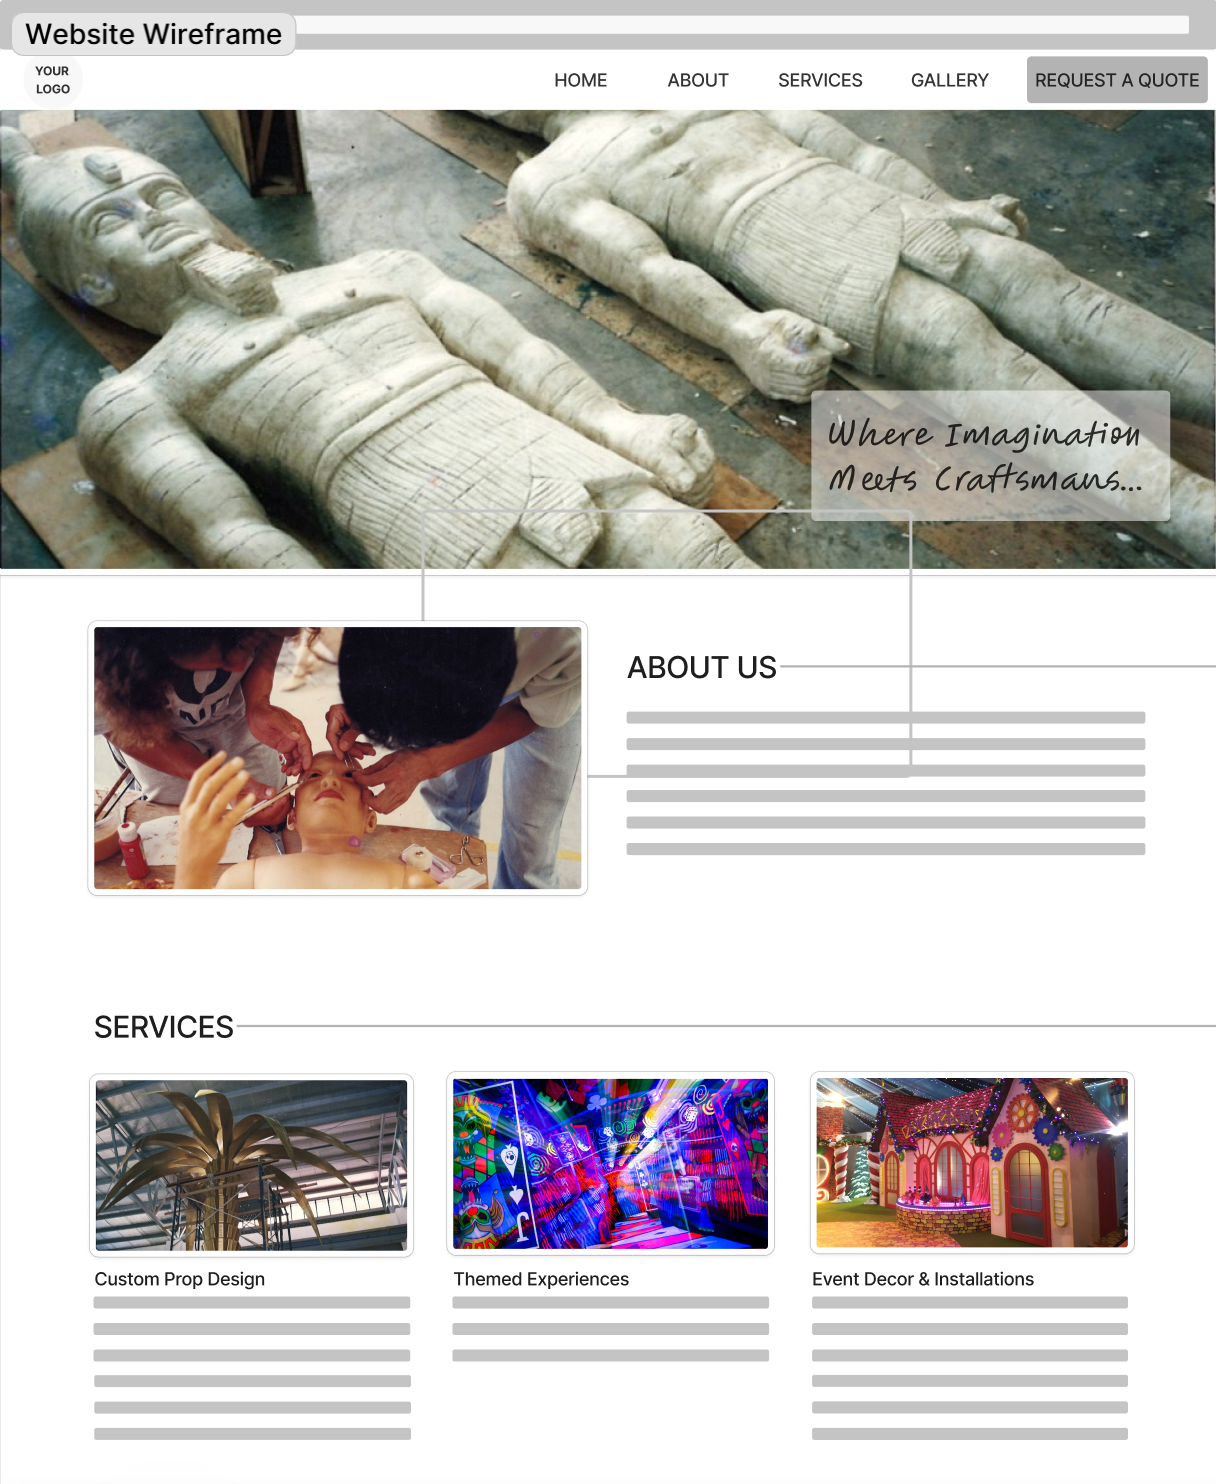 Website Wireframe
YOUR
LOGO
HOME ABOUT SERVICES GALLERY REQUEST A QUOTE
Where Imagination
Meets Craftsmans...
ABOUT US
SERVICES
Custom Prop Design
Themed Experiences
Event Decor & Installations